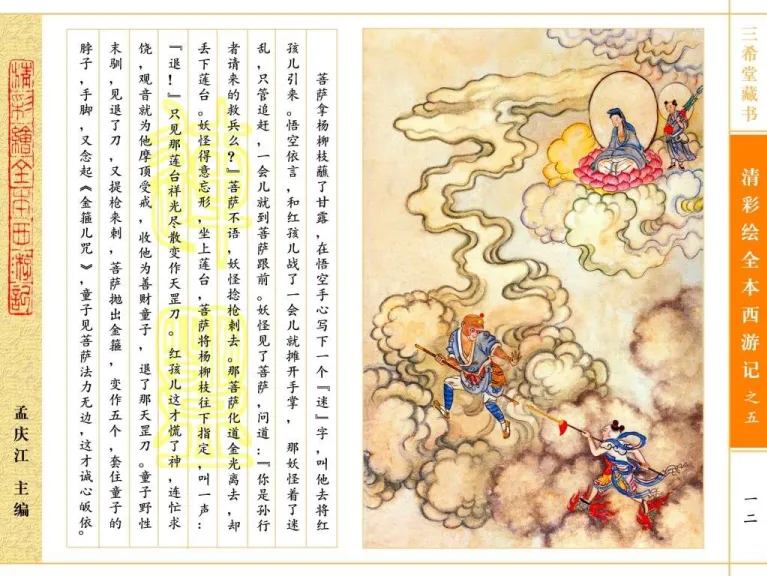 三希堂藏书
清彩绘全本西游记之五
一二
菩萨拿杨柳枝蘸了甘露，在悟空手心写下一个『迷』字，叫他去将红
孩儿引来。悟空依言，和红孩儿战了一会儿就摊开手掌，那妖怪着了迷
乱，只管追赶，一会儿就到菩萨跟前。妖怪见了菩萨，问道：『你是孙行
者请来的救兵么？』菩萨不语，妖怪捻枪刺去。那菩萨化道金光离去，却
丢下莲台。妖怪得意忘形，坐上莲台，菩萨将杨柳枝往下指定，叫一声：
『退！』只见那莲台祥光尽散变作天罡刀。红孩儿这才慌了神，连忙求
饶，观音就为他摩顶受戒，收他为善财童子，退了那天罡刀。童子野性
末驯，见退了刀，又提枪来刺，菩萨抛出金箍，变作五个，套住童子的
脖子，手脚，又念起《金箍儿咒》，童子见菩萨法力无边，这才诚心皈依。
精彩绘全本西游记
孟庆江 主编